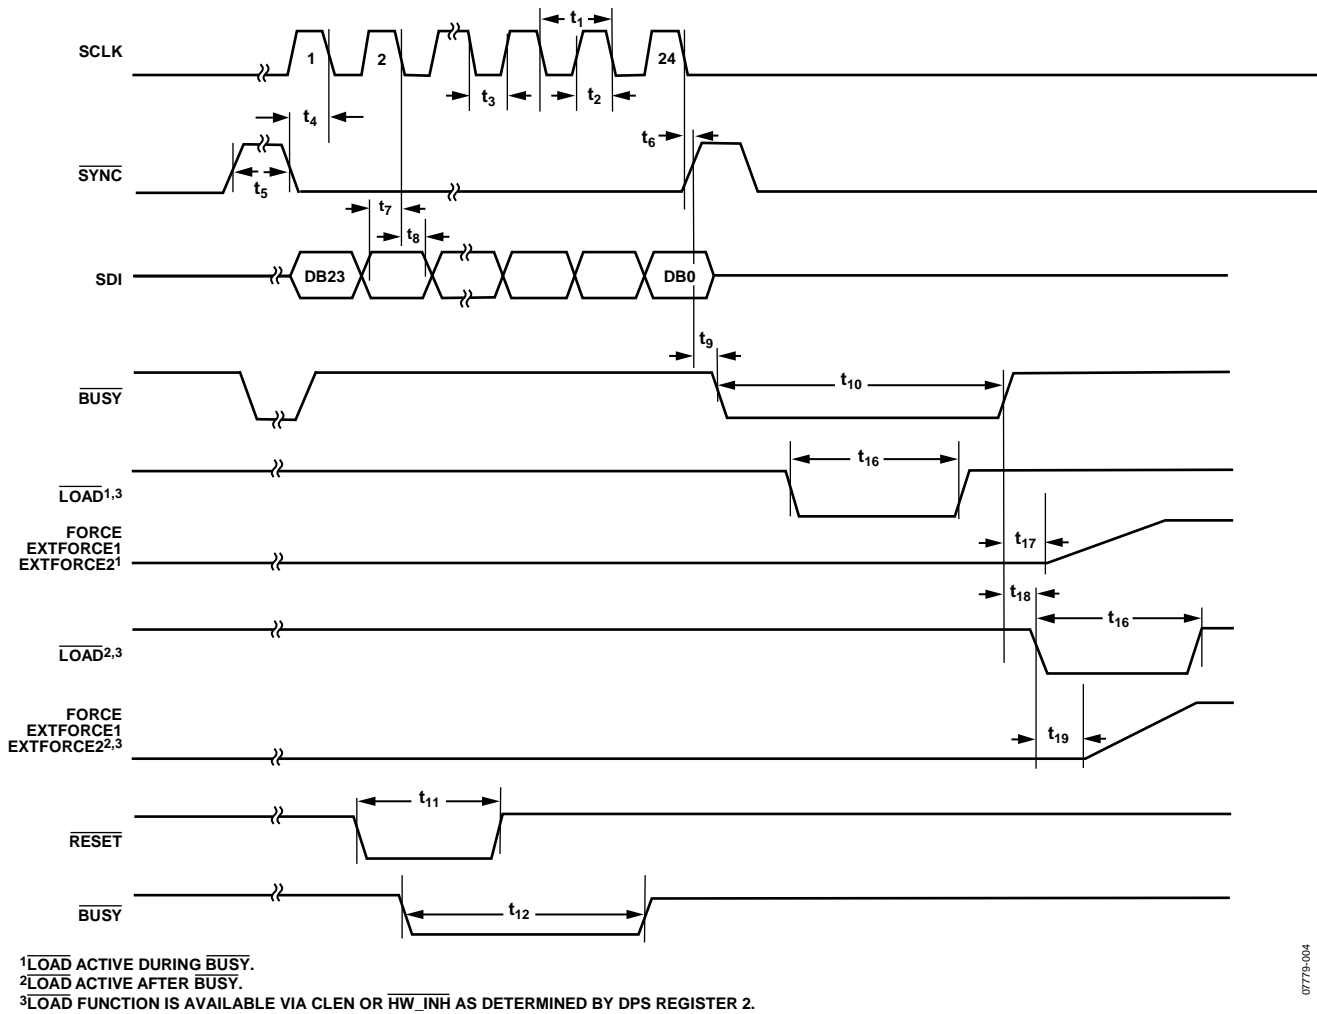 SCLK
1
2
24
t1
t3
t2
t4
t6
SYNC
t5
t7
t8
SDI
DB23
DB0
t9
BUSY
t10
t16
LOAD1,3
FORCE
EXTFORCE1
EXTFORCE21
t17
t18
t16
LOAD2,3
FORCE
EXTFORCE1
EXTFORCE22,3
t19
t11
RESET
t12
BUSY
1LOAD ACTIVE DURING BUSY.
2LOAD ACTIVE AFTER BUSY.
3LOAD FUNCTION IS AVAILABLE VIA CLEN OR HW_INH AS DETERMINED BY DPS REGISTER 2.
07779-004